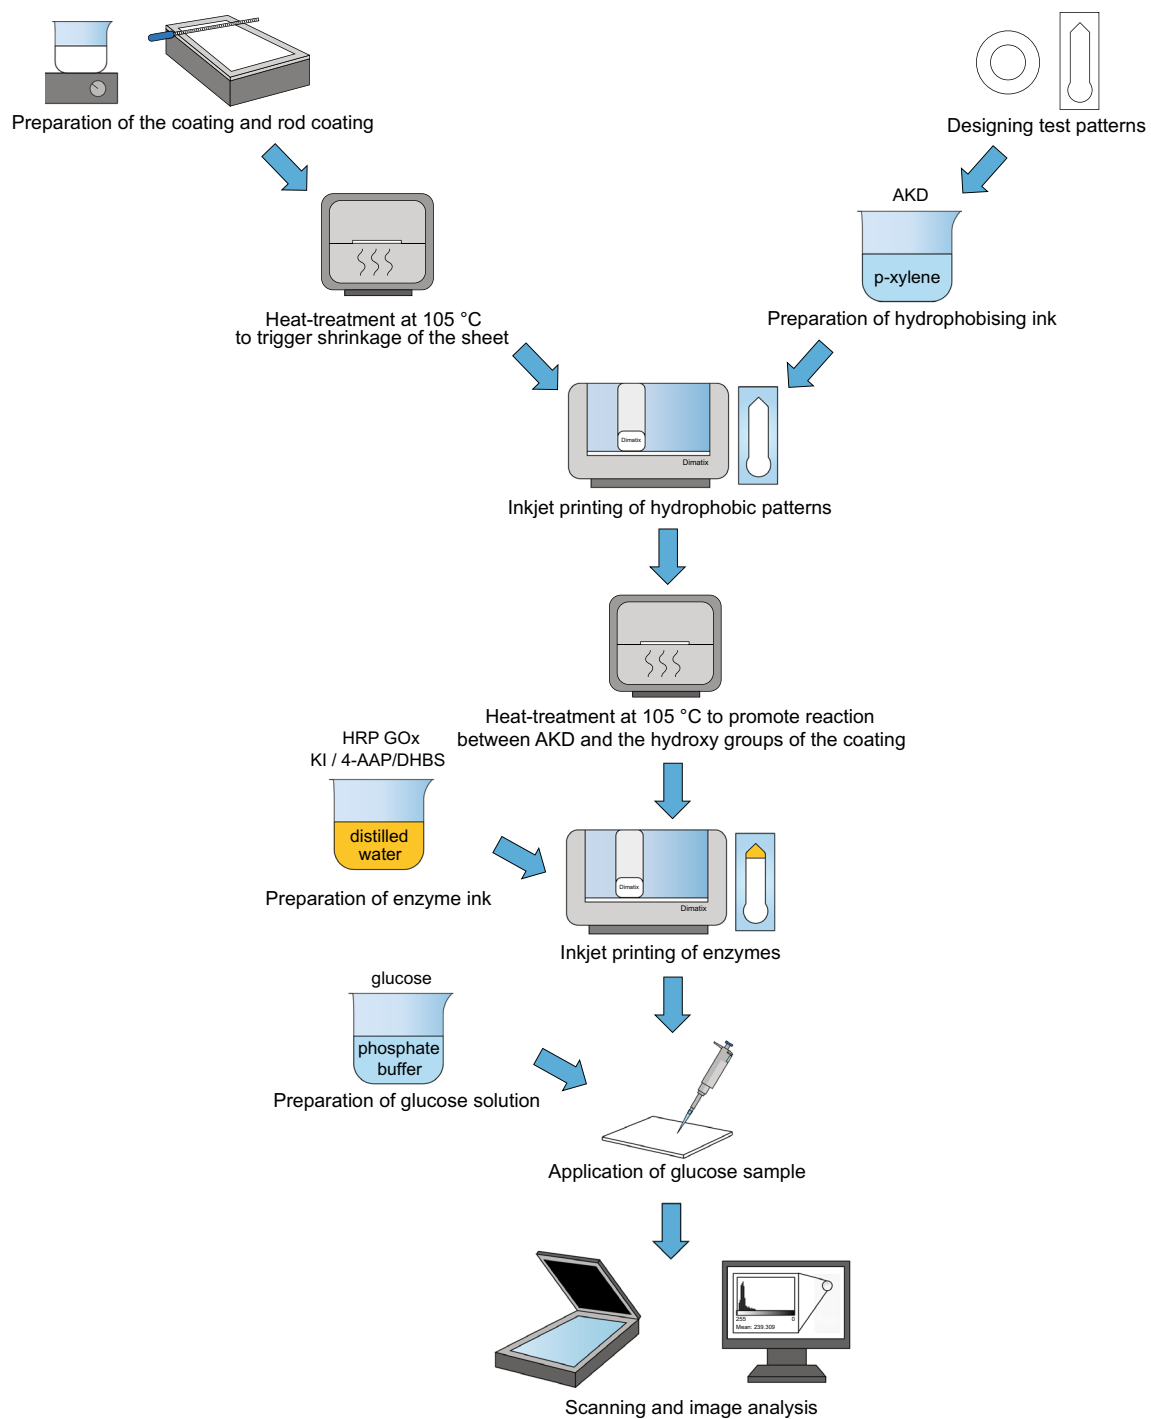 Preparation of the coating and rod coating
Designing test patterns
AKD
p-xylene
Preparation of hydrophobising ink
Heat-treatment at 105 °C
to trigger shrinkage of the sheet
Dimatix
Dimatix
Inkjet printing of hydrophobic patterns
Heat-treatment at 105 °C to promote reaction
between AKD and the hydroxy groups of the coating
HRP GOx
KI / 4-AAP/DHBS
distilled
water
Preparation of enzyme ink
Dimatix
Dimatix
Inkjet printing of enzymes
glucose
phosphate
buffer
Preparation of glucose solution
Application of glucose sample
255 0
Mean: 239.309
Scanning and image analysis